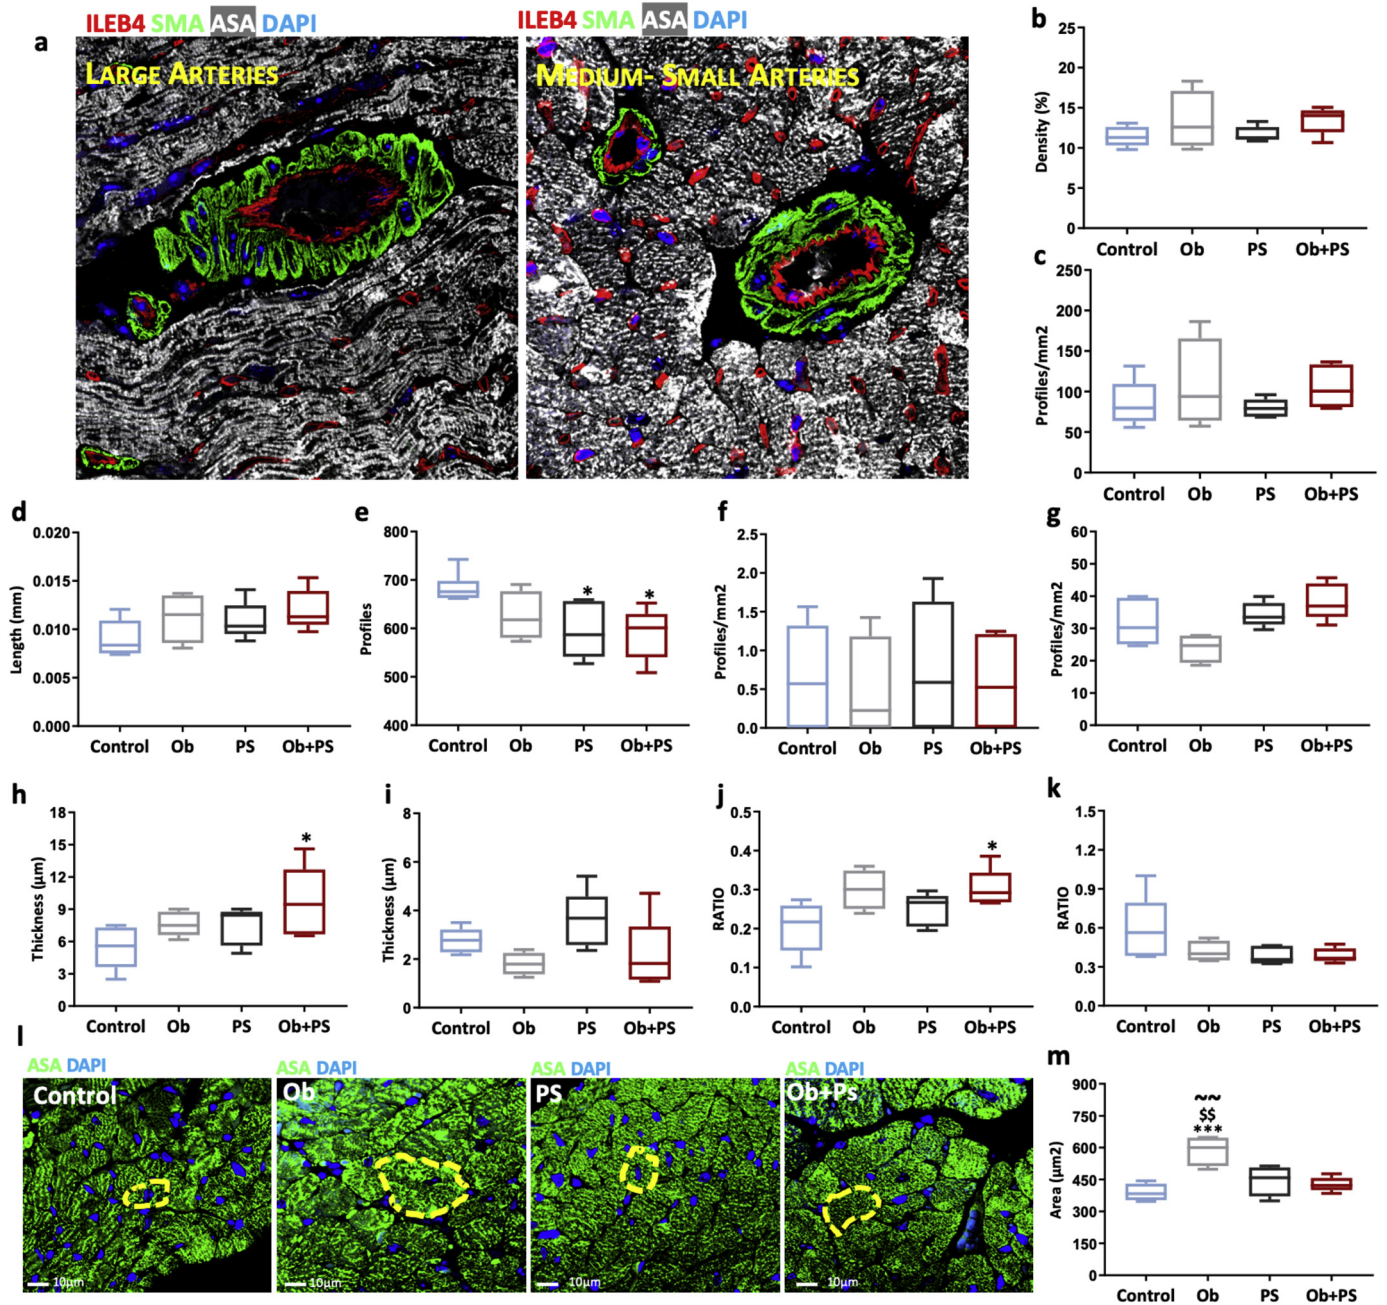 ILEB4 SMA ASA DAPI
ILEB4 SMA ASA DAPI
a
LARGE ARTERIES
MEDIUM- SMALL ARTERIES
b
25
20
15
10
5
0
Density (%)
Control Ob PS Ob+PS
c
250
200
150
100
50
0
Profiles/mm2
Control Ob PS Ob+PS
d
0.020
0.015
0.010
0.005
0.000
Length (mm)
Control Ob PS Ob+PS
e
800
700
600
500
400
Profiles
* *
Control Ob PS Ob+PS
f
2.5
2.0
1.5
1.0
0.5
0.0
Profiles/mm2
Control Ob PS Ob+PS
g
60
50
40
30
20
10
0
Profiles/mm2
Control Ob PS Ob+PS
h
18
15
12
9
6
3
0
Thickness (μm)
*
Control Ob PS Ob+PS
i
8
6
4
2
0
Thickness (μm)
Control Ob PS Ob+PS
j
0.5
0.4
0.3
0.2
0.1
0.0
RATIO
*
Control Ob PS Ob+PS
k
1.5
1.2
0.9
0.6
0.3
0.0
RATIO
Control Ob PS Ob+PS
l
ASA DAPI
Control
10μm
ASA DAPI
Ob
10μm
ASA DAPI
PS
10μm
ASA DAPI
Ob+Ps
10μm
m
900
750
600
450
300
150
0
Area (μm2)
~~
$$
***
Control Ob PS Ob+PS